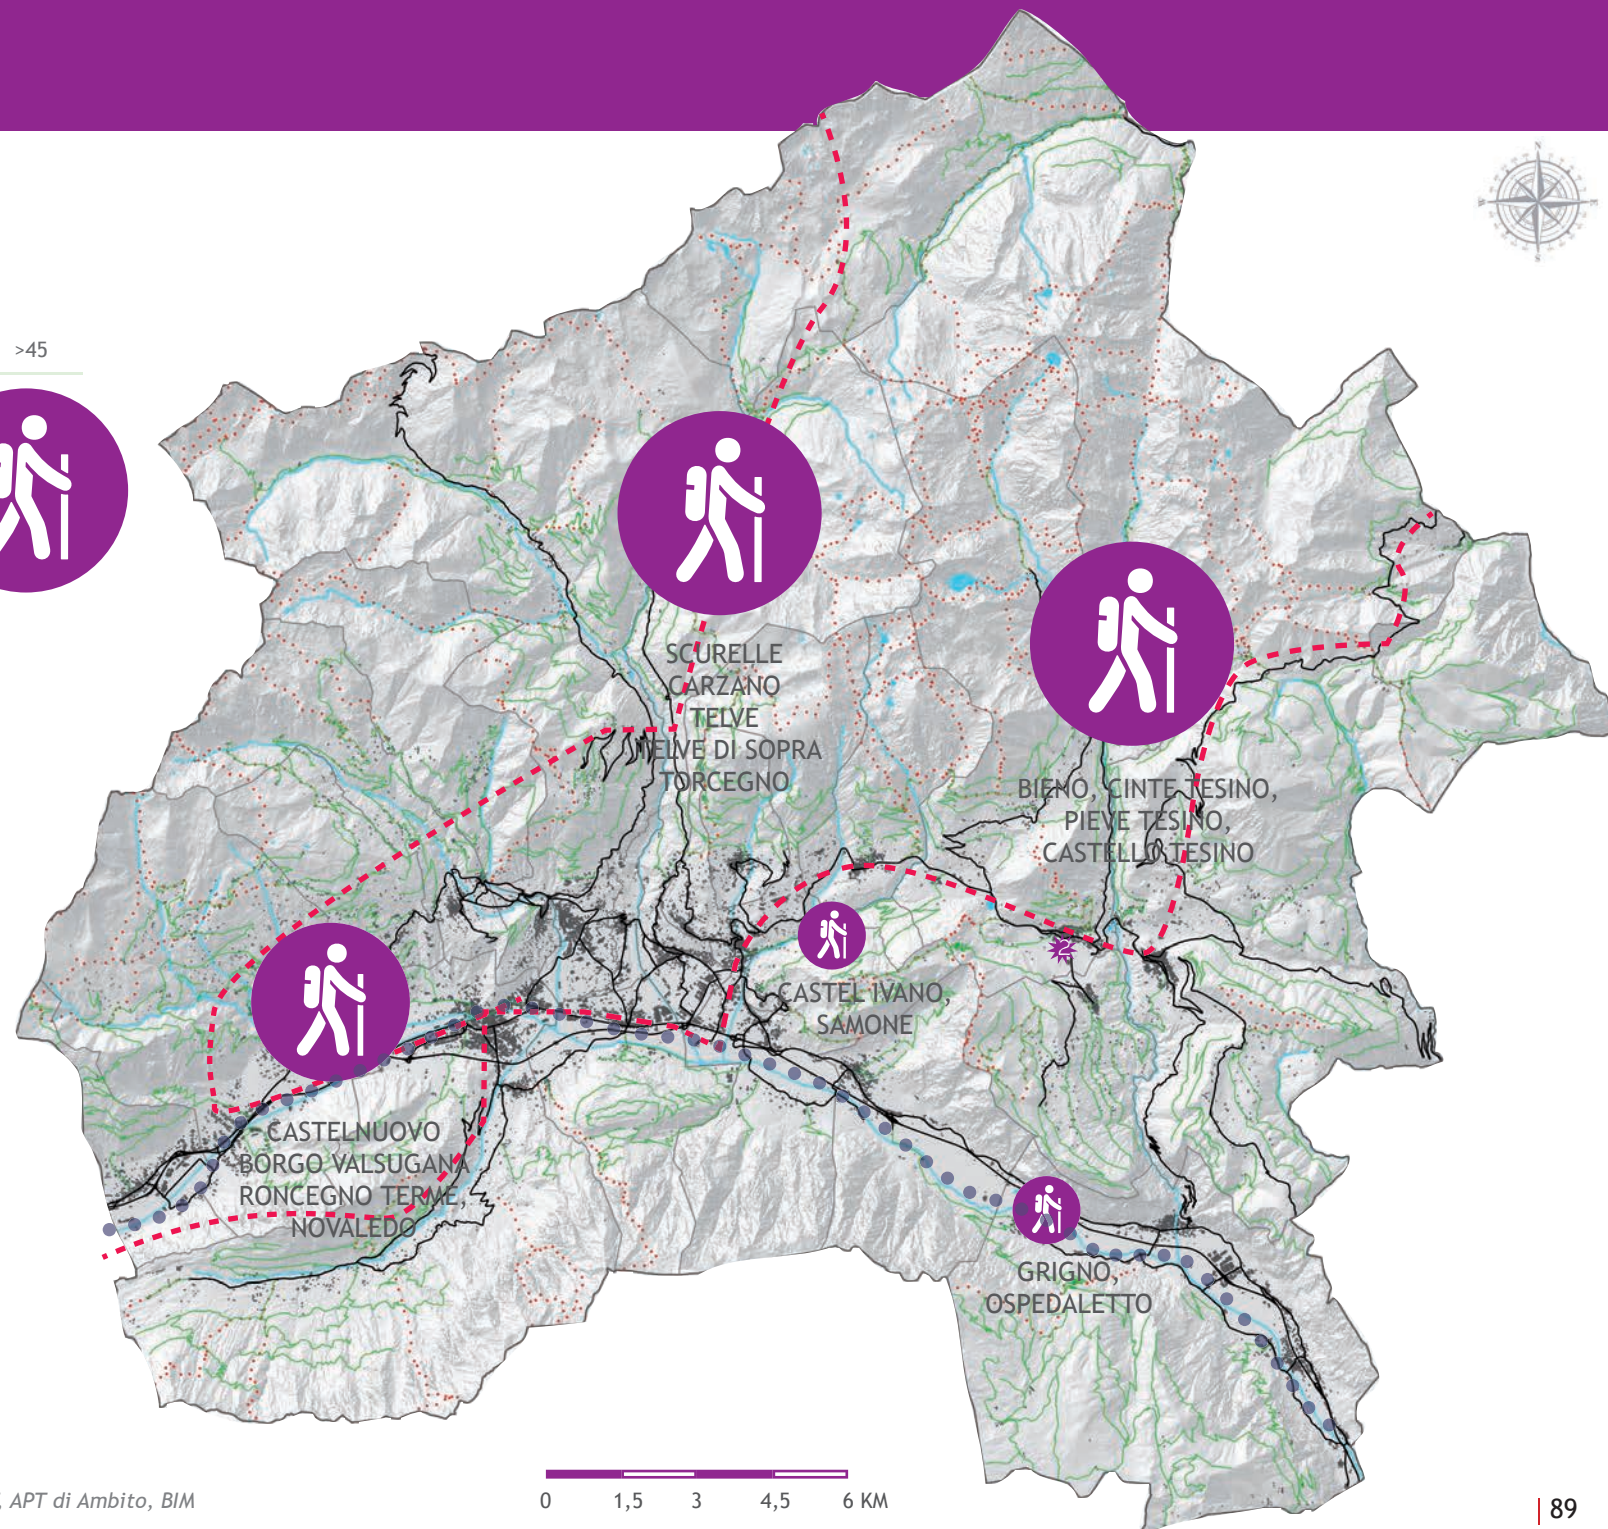 N
W
E
S
>45
SCURELLE
CARZANO
TELVE
TELVE DI SOPRA
TORCEGNO
BIENO, CINTE TESINO,
PIEVE TESINO,
CASTELLO TESINO
CASTEL IVANO,
SAMONE
CASTELNUOVO
BORGO VALSUGANA
RONCEGNO TERME,
NOVALEDO
GRIGNO,
OSPEDALETTO
, APT di Ambito, BIM
0 1,5 3 4,5 6 KM
| 89